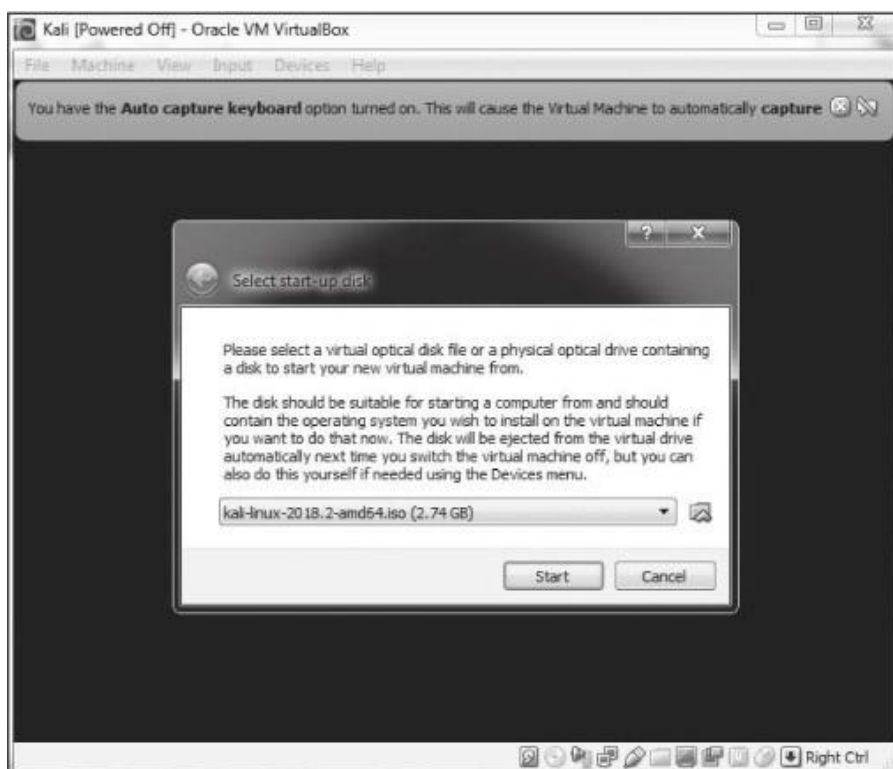 Kali [Powered Off] - Oracle VM VirtualBox
File Machine View Input Devices Help
You have the Auto capture keyboard option turned on. This will cause the Virtual Machine to automatically capture
?
Select start-up disk
Please select a virtual optical disk file or a physical optical drive containing
a disk to start your new virtual machine from.
The disk should be suitable for starting a computer from and should
contain the operating system you wish to install on the virtual machine if
you want to do that now. The disk will be ejected from the virtual drive
automatically next time you switch the virtual machine off, but you can
also do this yourself if needed using the Devices menu.
kali-linux-2018.2-amd64.iso (2.74 GB)
Start Cancel
Right Ctrl